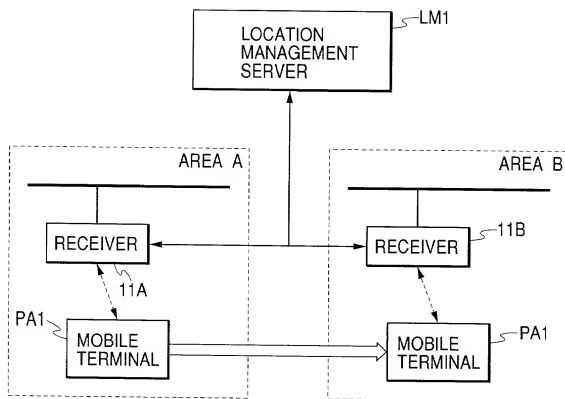 LOCATION
MANAGEMENT
SERVER
LM1
AREA A
AREA B
RECEIVER
11A
RECEIVER
11B
PA1
MOBILE
TERMINAL
MOBILE
TERMINAL
PA1